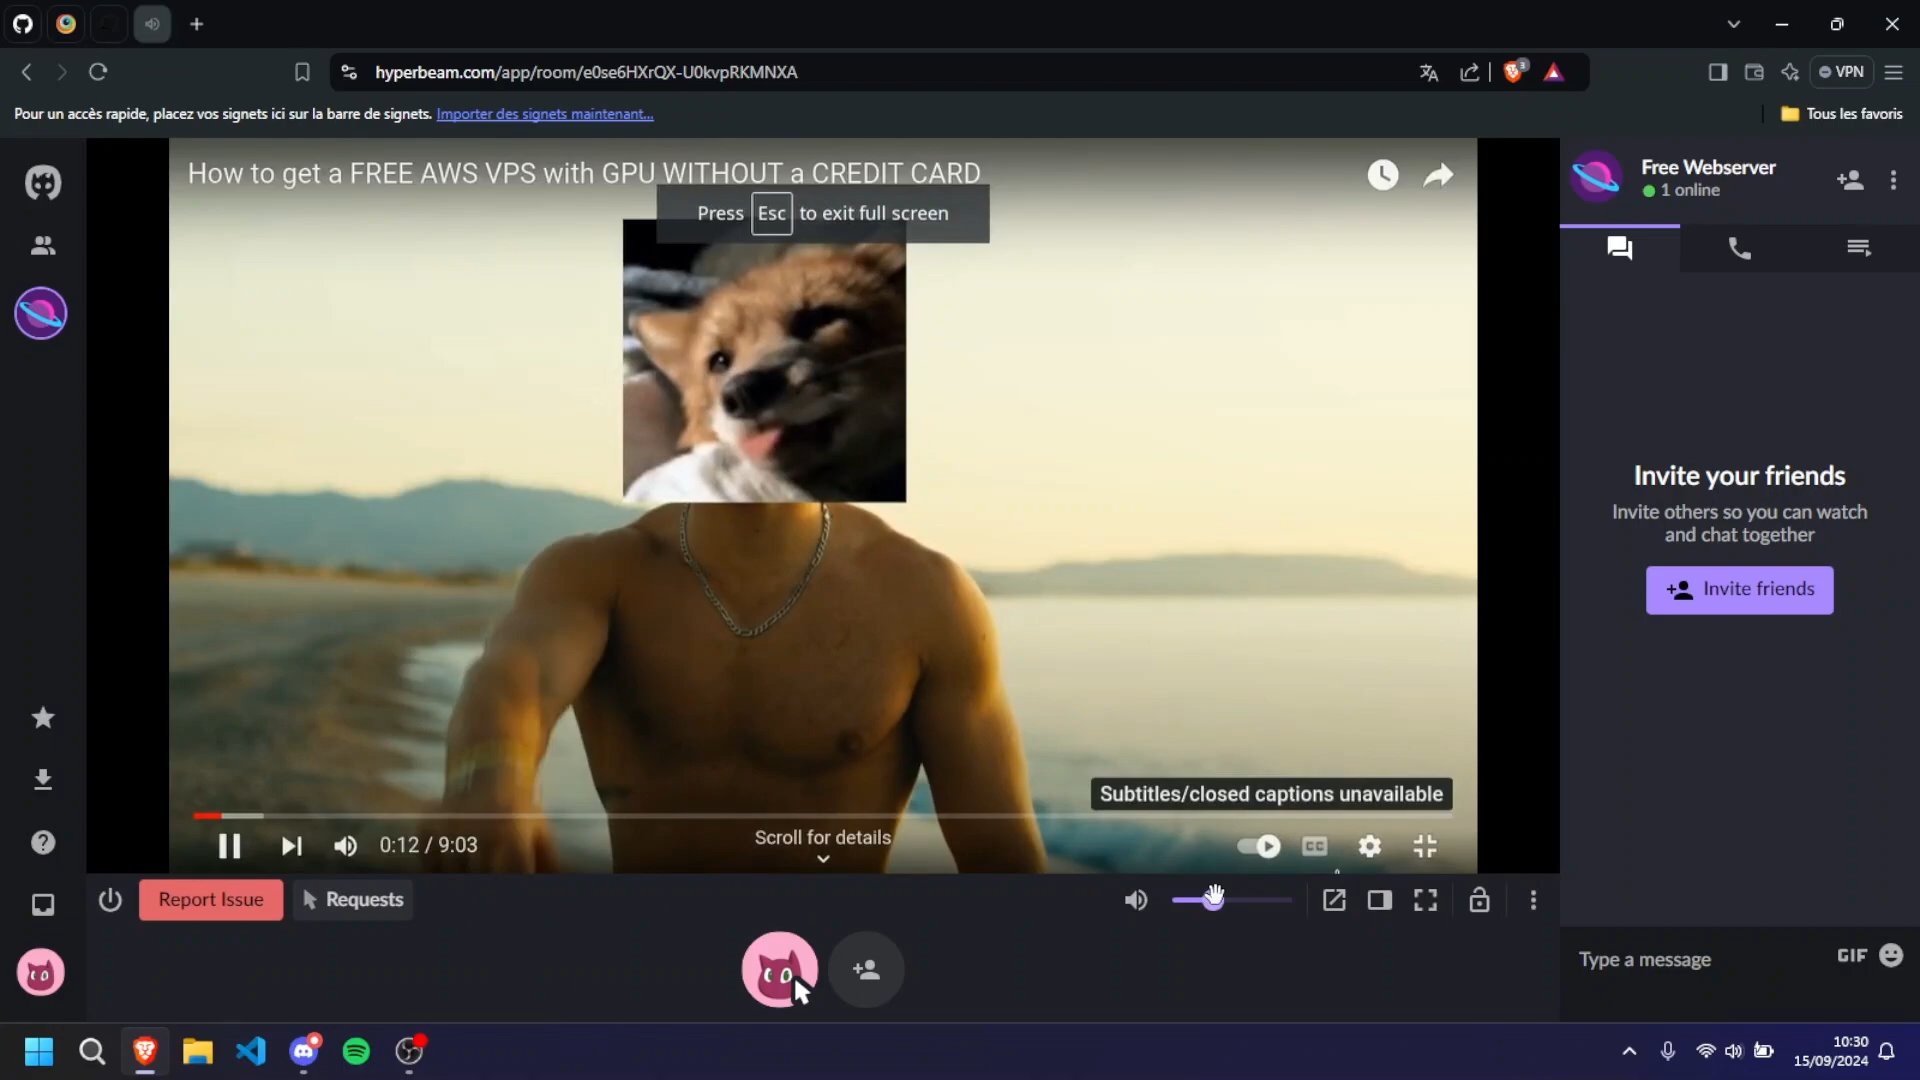 hyperbeam.com/app/room/e0se6HXrQX-U0kvpRKMNXA
3
VPN
Pour un accès rapide, placez vos signets ici sur la barre de signets. Importer des signets maintenant...
Tous les favoris
How to get a FREE AWS VPS with GPU WITHOUT a CREDIT CARD
Press Esc to exit full screen
Free Webserver
1 online
Invite your friends
Invite others so you can watch
and chat together
Invite friends
Subtitles/closed captions unavailable
0:12 / 9:03
Scroll for details
CC
Report Issue
Requests
Type a message
GIF
10:30
15/09/2024